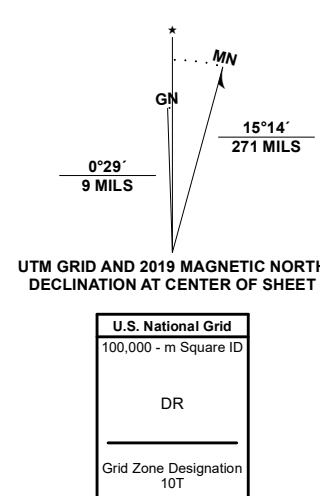 ★
MN
GN
15°14´
271 MILS
0°29´
9 MILS
UTM GRID AND 2019 MAGNETIC NORTH
DECLINATION AT CENTER OF SHEET
U.S. National Grid
100,000 - m Square ID
DR
Grid Zone Designation
10T